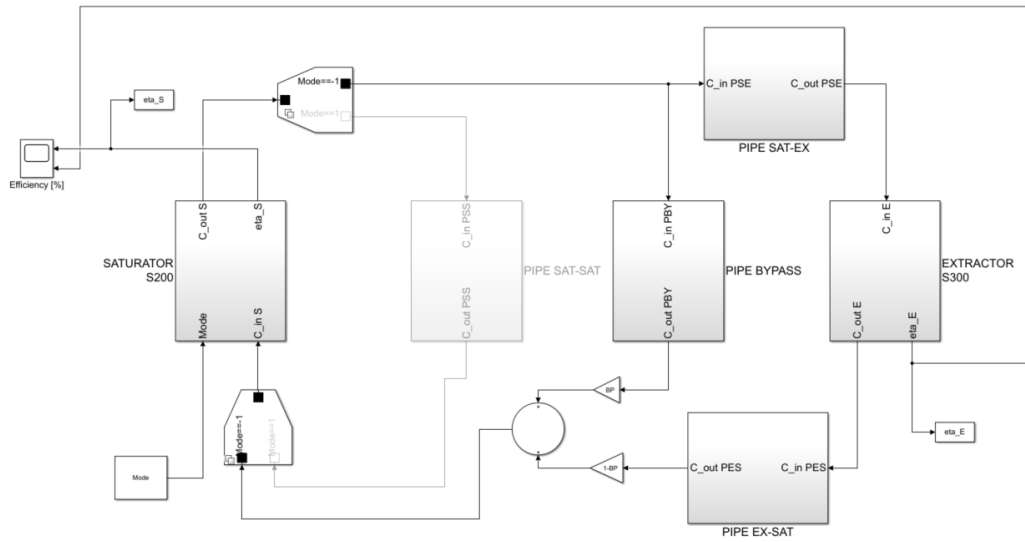 Mode==-1
Mode==1
C_in PSE
C_out PSE
PIPE SAT-EX
eta_S
Efficiency [%]
C_out S
eta_S
SATURATOR
S200
Mode
C_in S
C_in PSS
C_out PSS
PIPE SAT-SAT
C_in PBY
C_out PBY
PIPE BYPASS
C_in E
C_out E
eta_E
EXTRACTOR
S300
BP
1-BP
Mode==-1
Mode==1
Mode
C_out PES
C_in PES
PIPE EX-SAT
eta_E